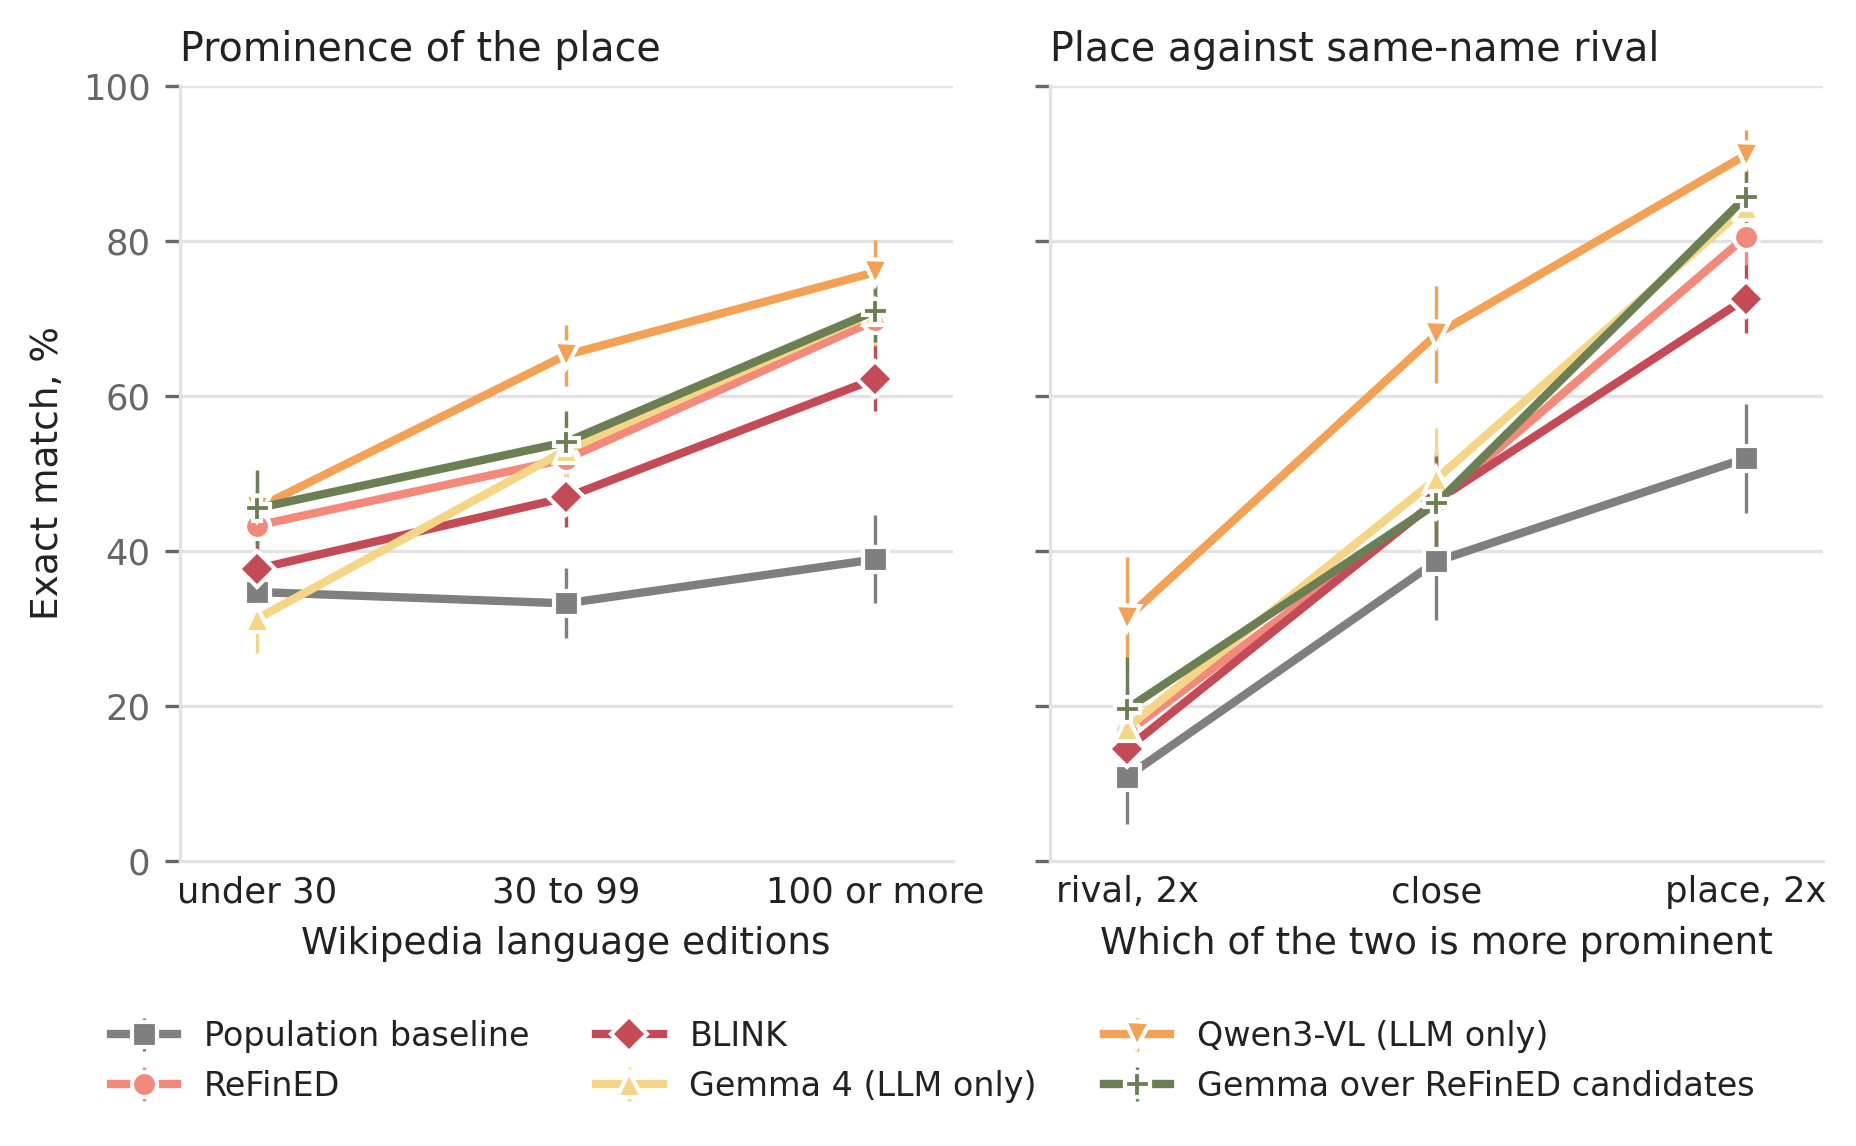 Prominence of the place
Place against same-name rival
Exact match, %
100
80
60
40
20
0
under 30
30 to 99
100 or more
rival, 2x
close
place, 2x
Wikipedia language editions
Which of the two is more prominent
Population baseline
BLINK
Qwen3-VL (LLM only)
ReFinED
Gemma 4 (LLM only)
Gemma over ReFinED candidates